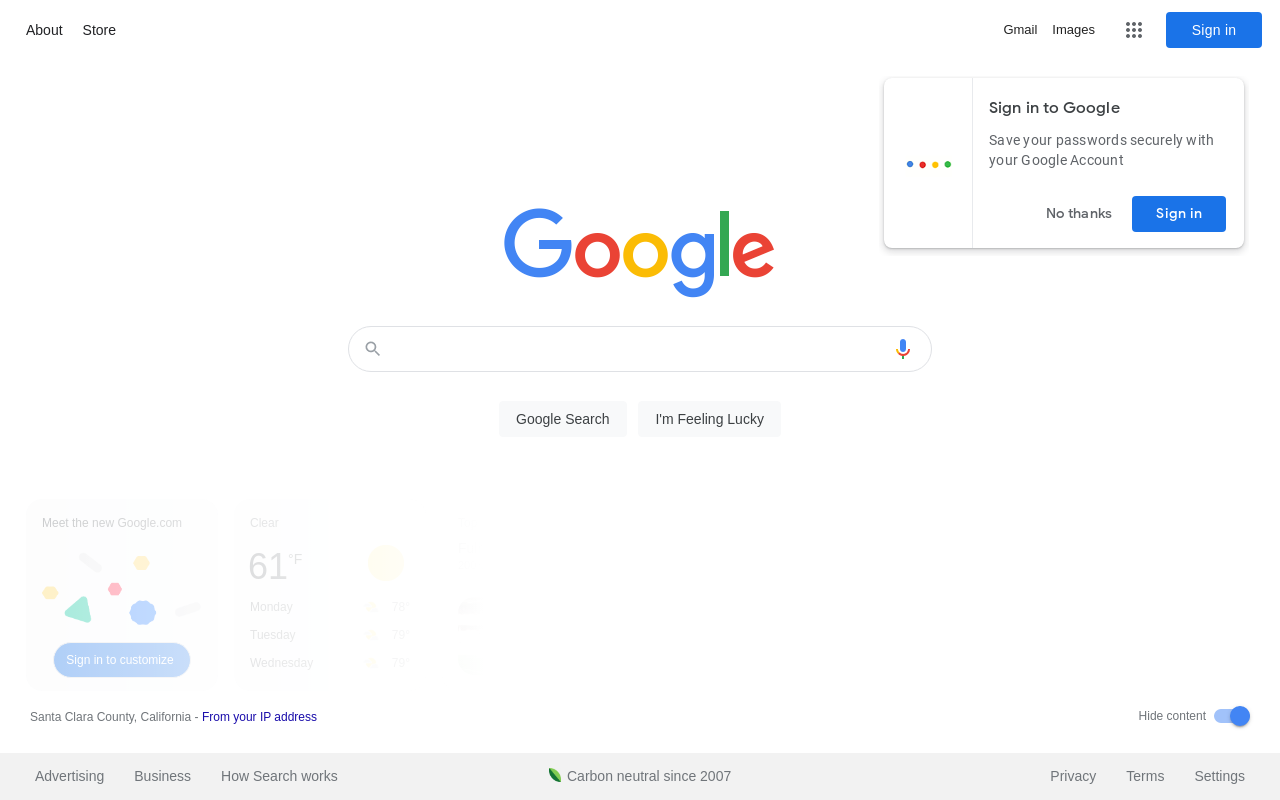 About Store Gmail Images Sign in
Sign in to Google
Save your passwords securely with
your Google Account
No thanks Sign in
Google
Google Search I'm Feeling Lucky
Meet the new Google.com
Sign in to customize
Clear
61 °F
Monday 78°
Tuesday 79°
Wednesday 79°
Santa Clara County, California - From your IP address
Hide content
Advertising Business How Search works Carbon neutral since 2007 Privacy Terms Settings